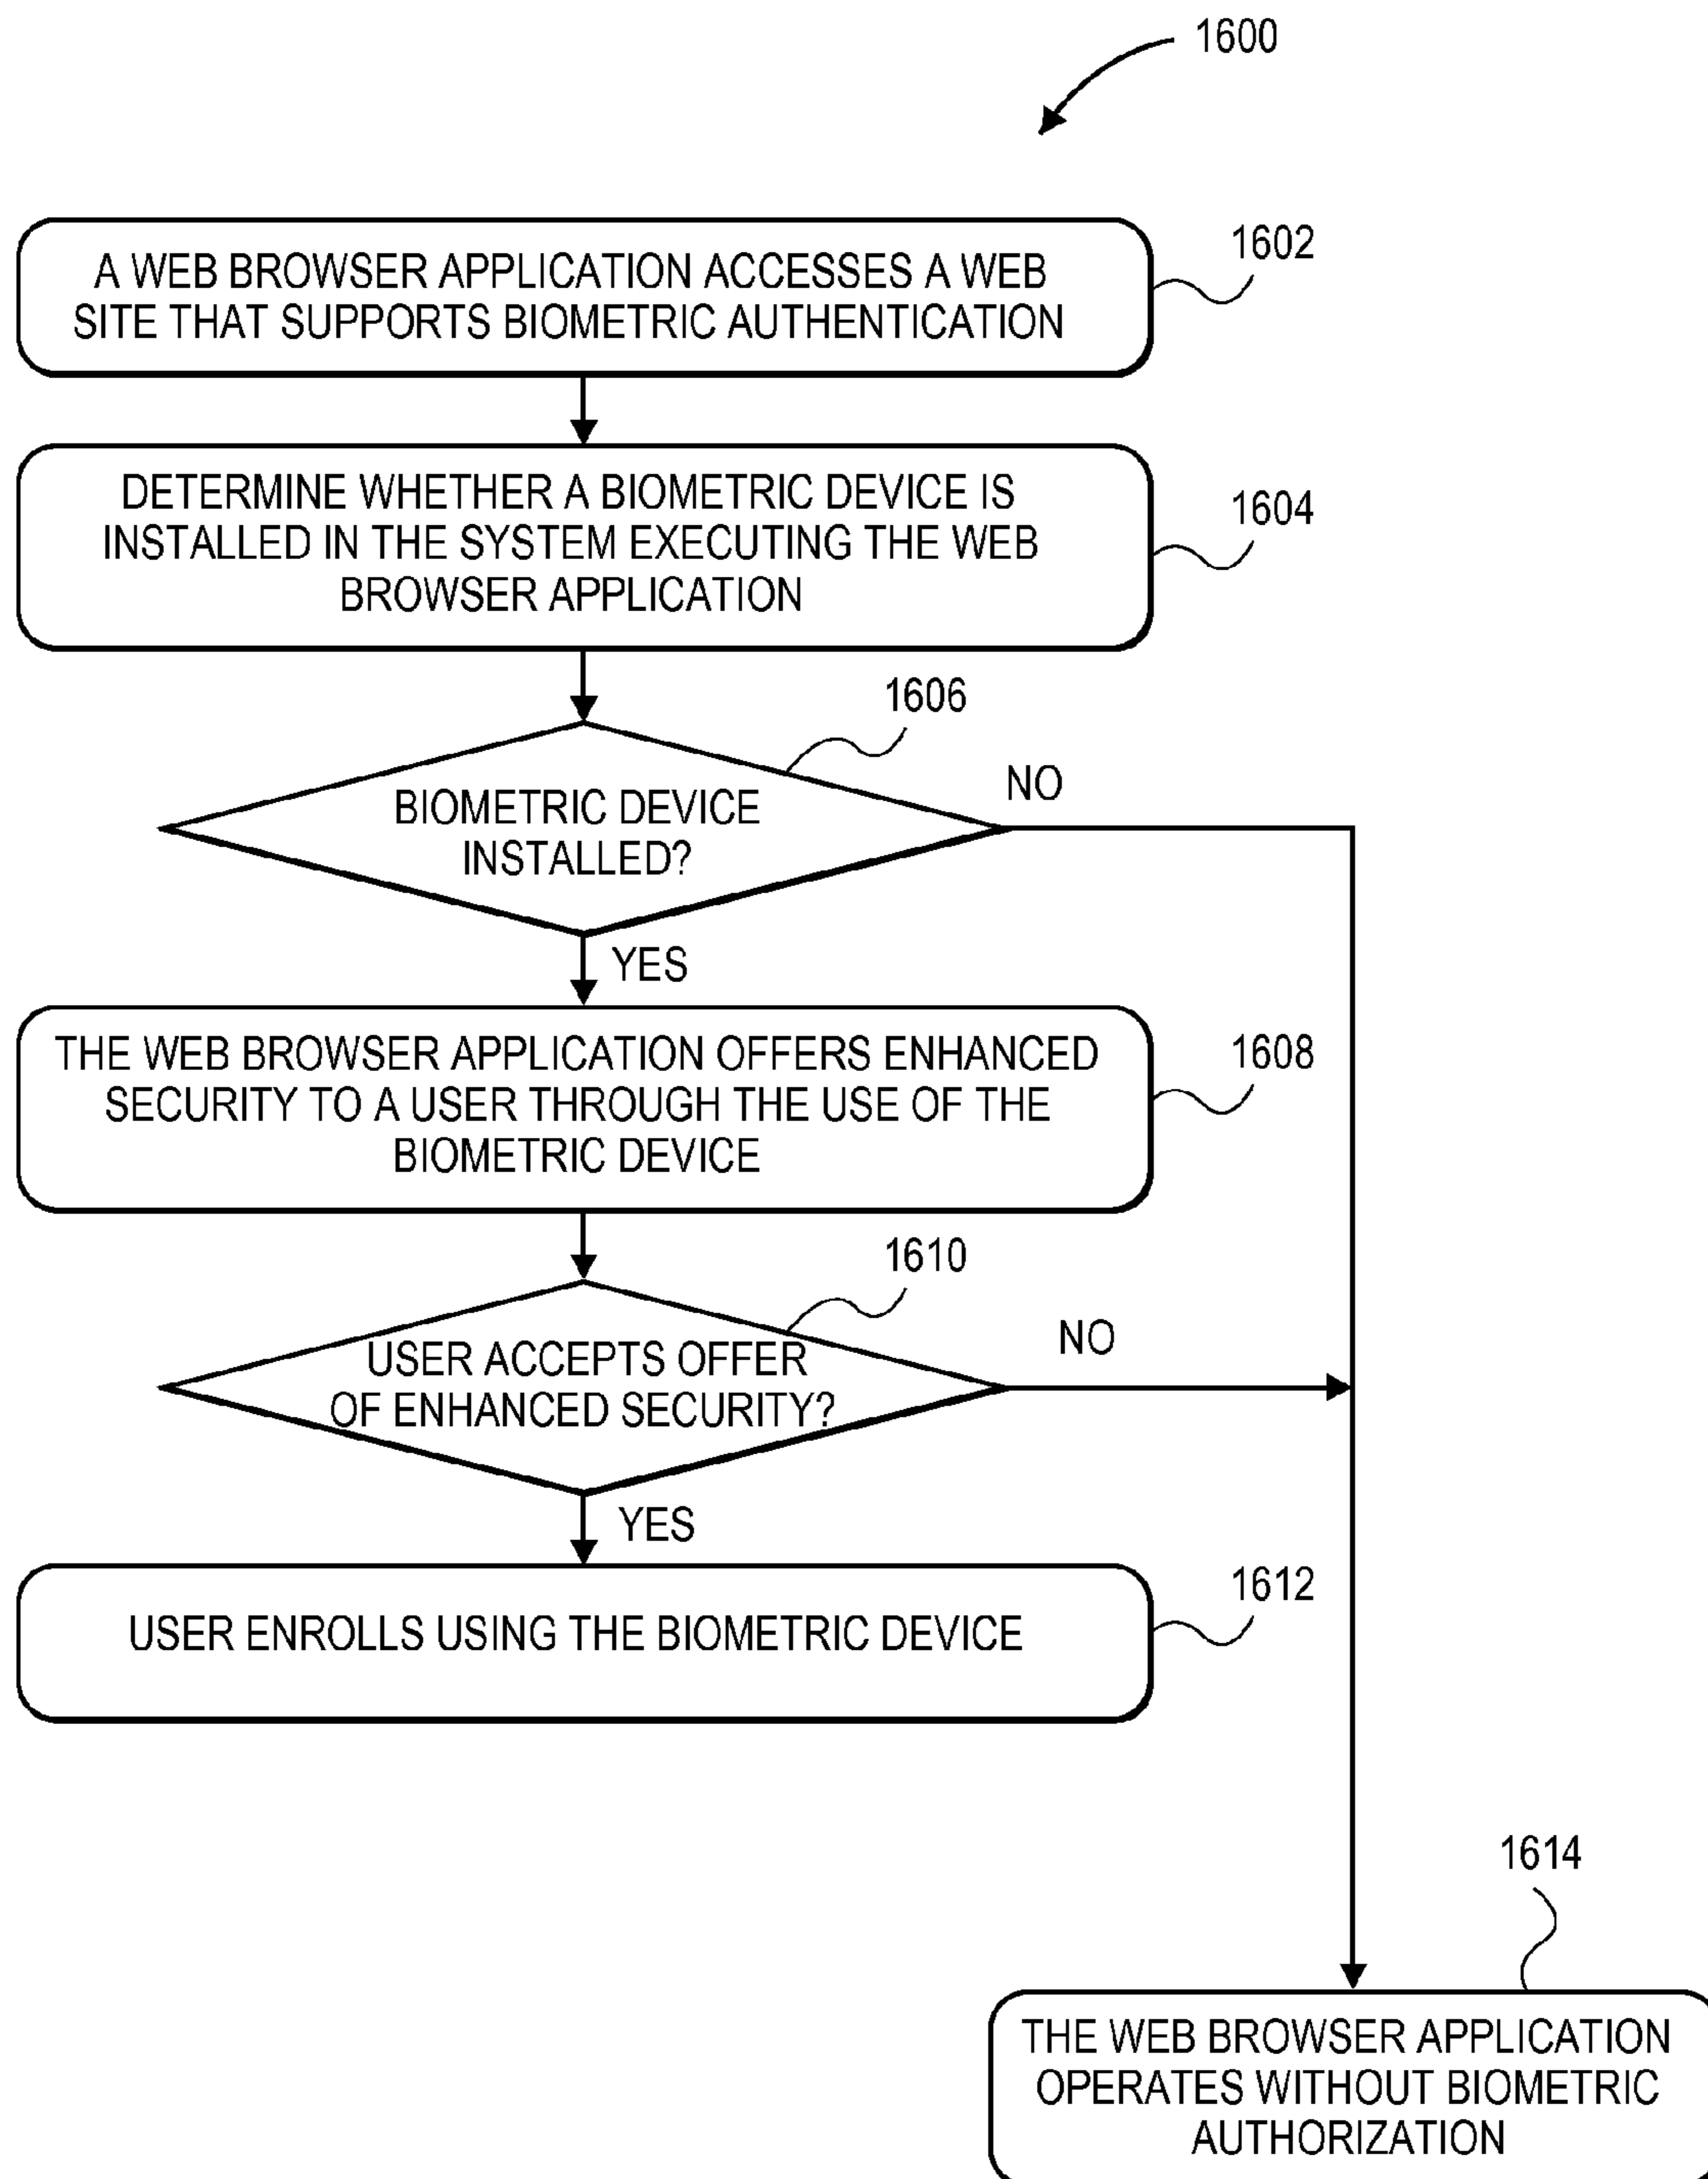 1600
A WEB BROWSER APPLICATION ACCESSES A WEB
SITE THAT SUPPORTS BIOMETRIC AUTHENTICATION
1602
DETERMINE WHETHER A BIOMETRIC DEVICE IS
INSTALLED IN THE SYSTEM EXECUTING THE WEB
BROWSER APPLICATION
1604
1606
BIOMETRIC DEVICE
INSTALLED?
NO
YES
THE WEB BROWSER APPLICATION OFFERS ENHANCED
SECURITY TO A USER THROUGH THE USE OF THE
BIOMETRIC DEVICE
1608
1610
USER ACCEPTS OFFER
OF ENHANCED SECURITY?
NO
YES
USER ENROLLS USING THE BIOMETRIC DEVICE
1612
1614
THE WEB BROWSER APPLICATION
OPERATES WITHOUT BIOMETRIC
AUTHORIZATION